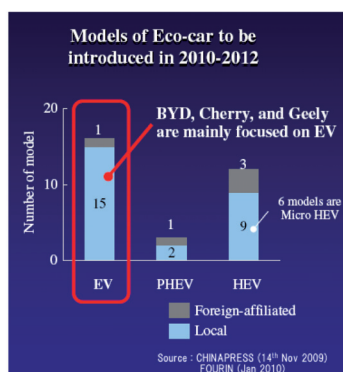 Models of Eco-car to be
introduced in 2010-2012
20
10
0
Number of model
BYD, Cherry, and Geely
are mainly focused on EV
1
15
1
2
3
9
6 models are
Micro HEV
EV
PHEV
HEV
Foreign-affiliated
Local
Source : CHINAPRESS (14th Nov 2009)
FOURIN (Jan 2010)